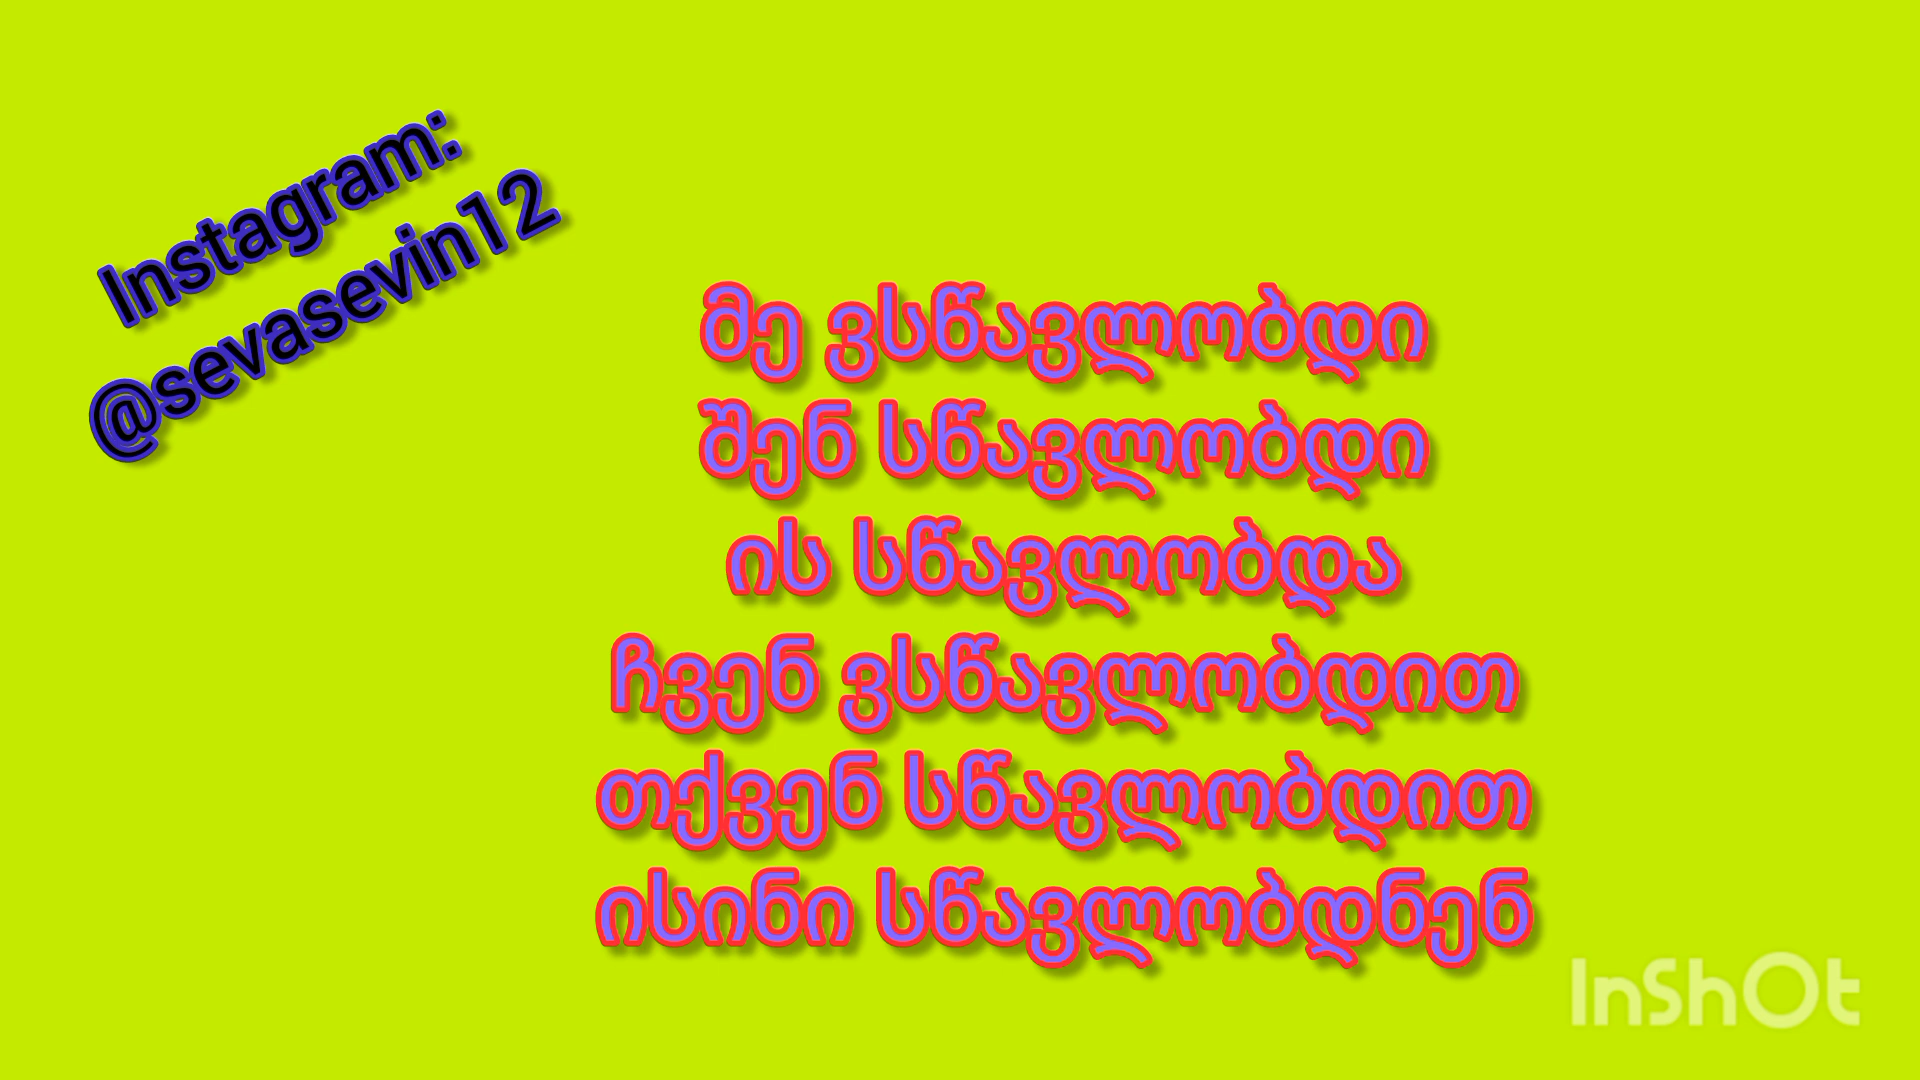 Instagram:
@sevasevin12
მე ვსწავლობდი
შენ სწავლობდი
ის სწავლობდა
ჩვენ ვსწავლობდით
თქვენ სწავლობდით
ისინი სწავლობდნენ
InShOt